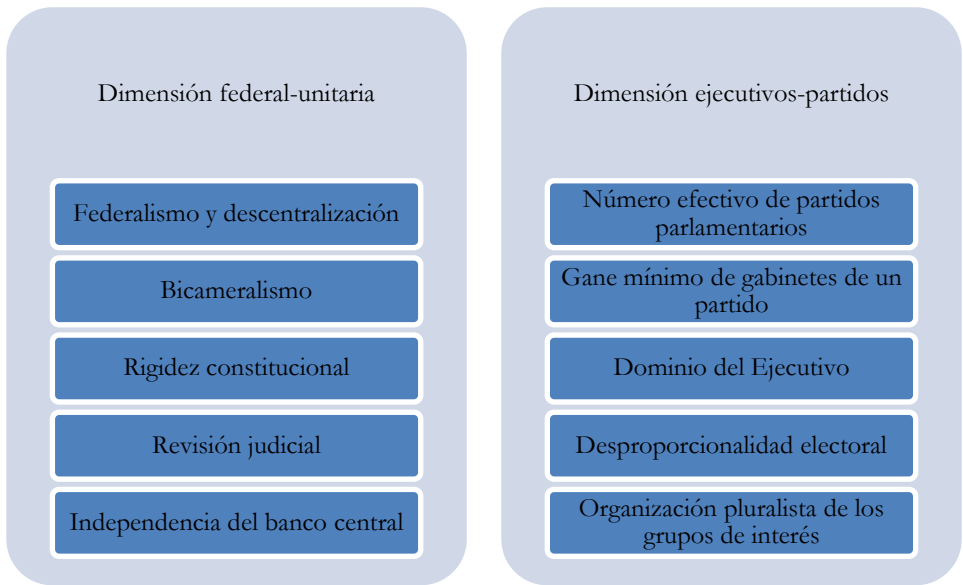 Dimensión federal-unitaria
Federalismo y descentralización
Bicameralismo
Rigidez constitucional
Revisión judicial
Independencia del banco central
Dimensión ejecutivos-partidos
Número efectivo de partidos
parlamentarios
Gane mínimo de gabinetes de un
partido
Dominio del Ejecutivo
Desproporcionalidad electoral
Organización pluralista de los
grupos de interés